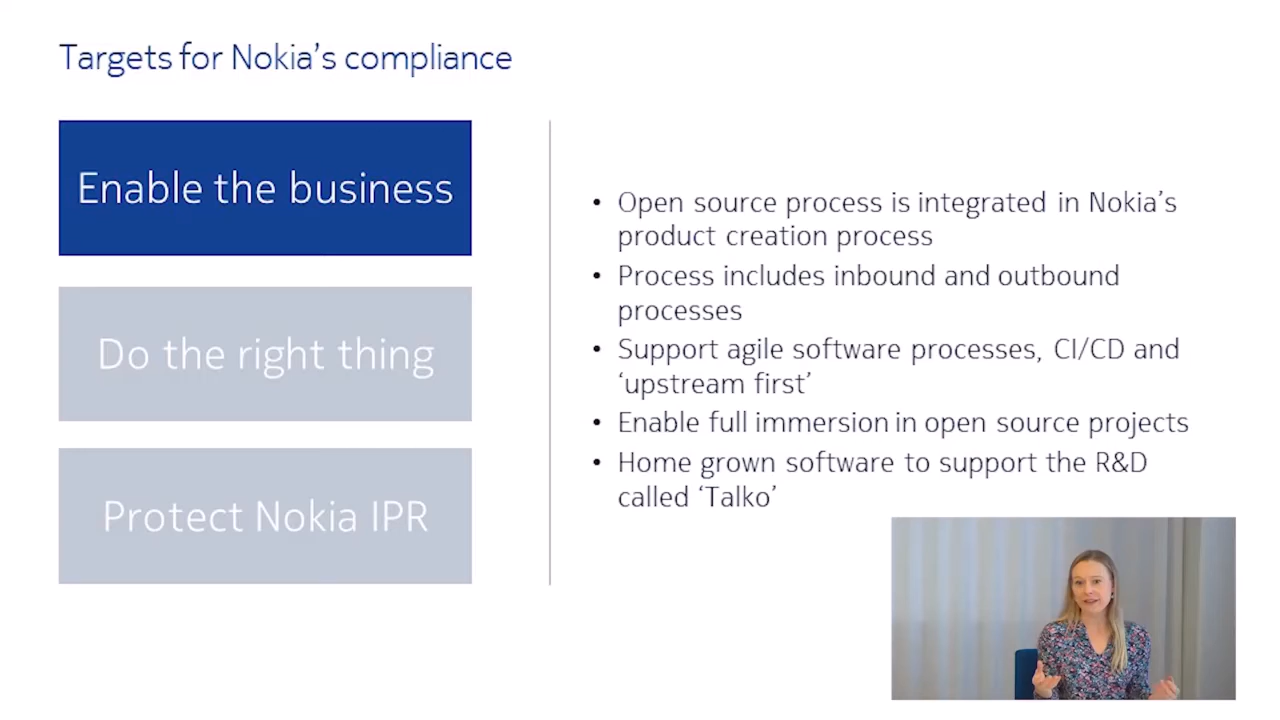 Targets for Nokia’s compliance
Enable the business
Do the right thing
Protect Nokia IPR
• Open source process is integrated in Nokia’s
product creation process
• Process includes inbound and outbound
processes
• Support agile software processes, CI/CD and
‘upstream first’
• Enable full immersion in open source projects
• Home grown software to support the R&D
called ‘Talko’